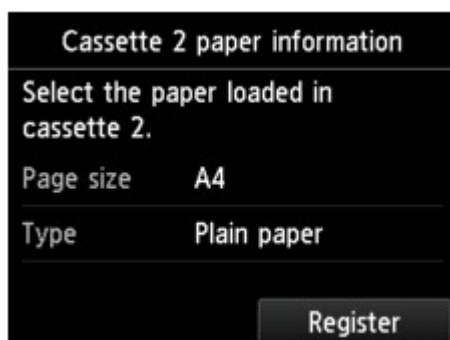 Cassette 2 paper information
Select the paper loaded in
cassette 2.
Page size A4
Type Plain paper
Register